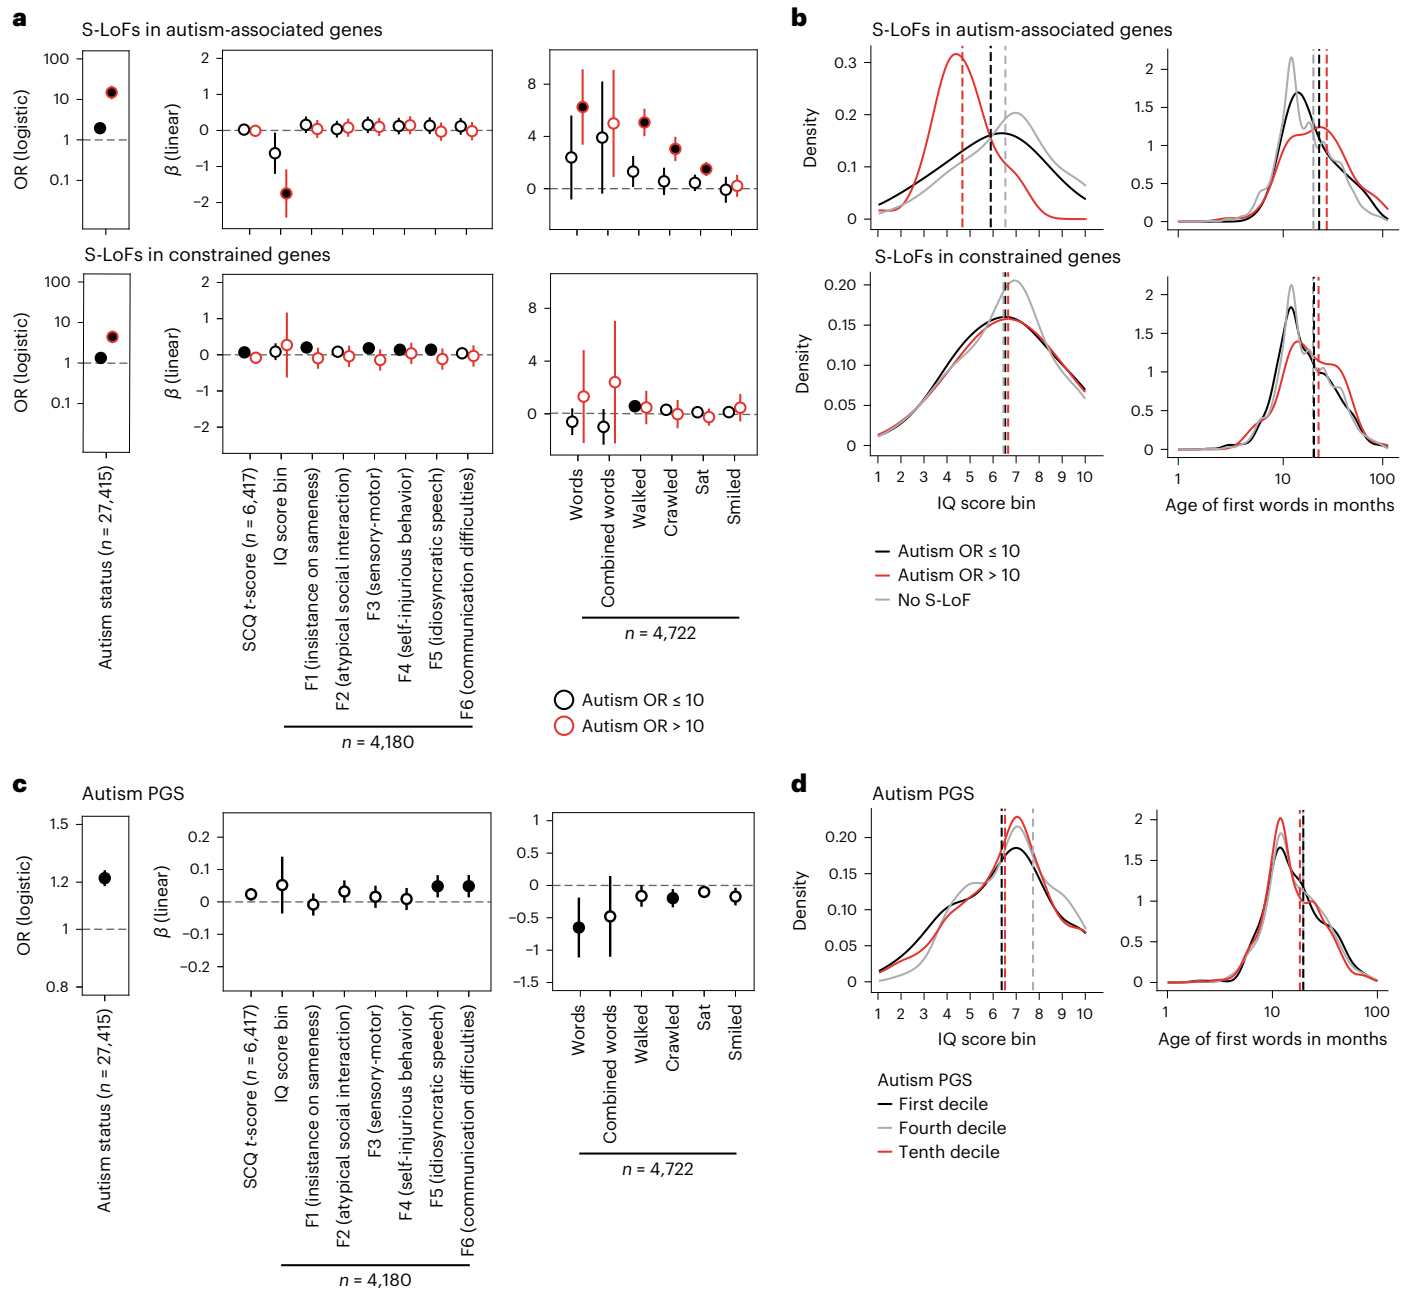 a
S-LoFs in autism-associated genes
OR (logistic)
100
10
1
0.1
β (linear)
2
1
0
−1
−2
8
4
0
S-LoFs in constrained genes
OR (logistic)
100
10
1
0.1
β (linear)
2
1
0
−1
−2
8
4
0
Autism status (n = 27,415)
SCQ t-score (n = 6,417)
IQ score bin
F1 (insistance on sameness)
F2 (atypical social interaction)
F3 (sensory-motor)
F4 (self-injurious behavior)
F5 (idiosyncratic speech)
F6 (communication difficulties)
n = 4,180
Words
Combined words
Walked
Crawled
Sat
Smiled
n = 4,722
Autism OR ≤ 10
Autism OR > 10
b
S-LoFs in autism-associated genes
Density
0.3
0.2
0.1
0
2
1.5
1
0.5
0
1 10 100
S-LoFs in constrained genes
Density
0.20
0.15
0.10
0.05
0
1 2 3 4 5 6 7 8 9 10
IQ score bin
2
1.5
1
0.5
0
1 10 100
Age of first words in months
Autism OR ≤ 10
Autism OR > 10
No S-LoF
c
Autism PGS
OR (logistic)
1.5
1.2
1
0.8
β (linear)
0.2
0.1
0
−0.1
−0.2
1
0.5
0
−0.5
−1
−1.5
Autism status (n = 27,415)
SCQ t-score (n = 6,417)
IQ score bin
F1 (insistance on sameness)
F2 (atypical social interaction)
F3 (sensory-motor)
F4 (self-injurious behavior)
F5 (idiosyncratic speech)
F6 (communication difficulties)
n = 4,180
Words
Combined words
Walked
Crawled
Sat
Smiled
n = 4,722
d
Autism PGS
Density
0.20
0.15
0.10
0.05
0
1 2 3 4 5 6 7 8 9 10
IQ score bin
2
1.5
1
0.5
0
1 10 100
Age of first words in months
Autism PGS
First decile
Fourth decile
Tenth decile